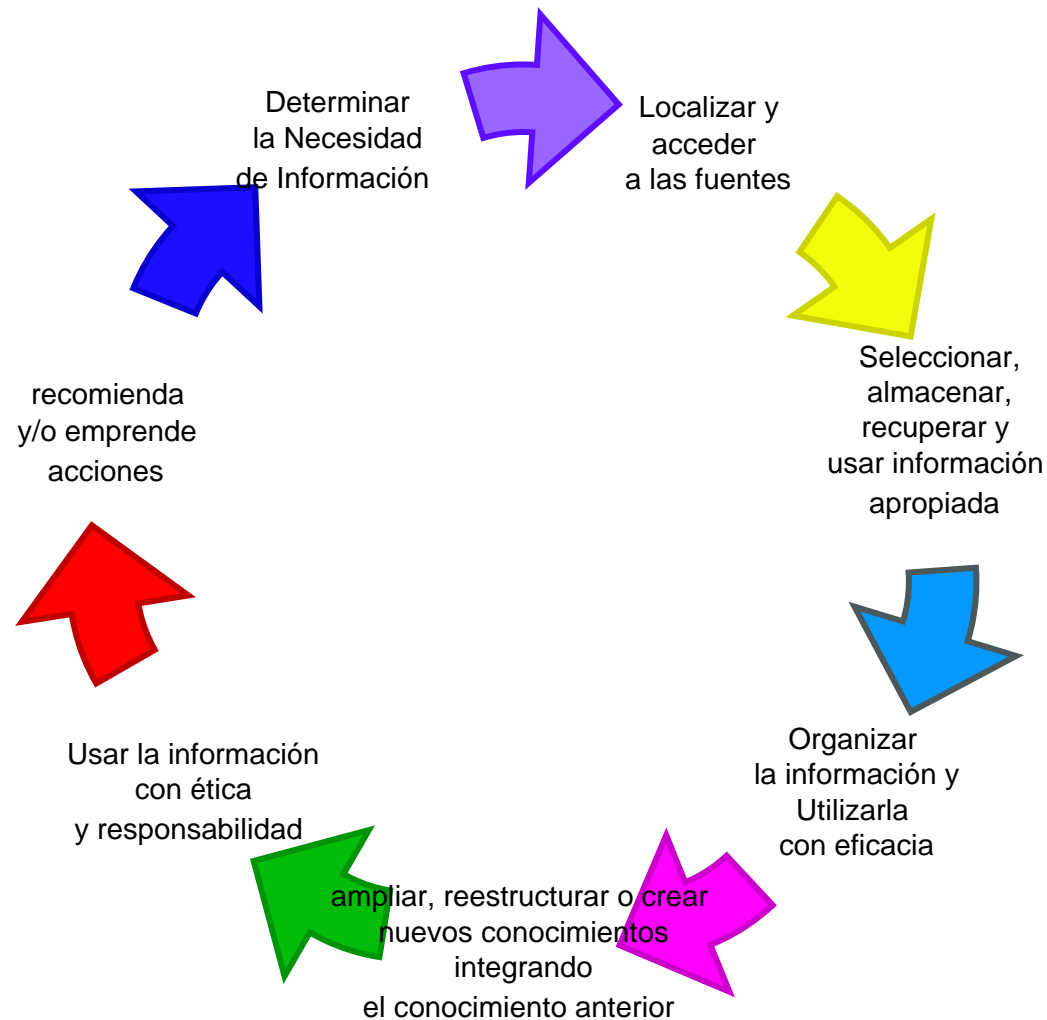 Determinar
la Necesidad
de Información
Localizar y
acceder
a las fuentes
Seleccionar,
almacenar,
recuperar y
usar información
apropiada
Organizar
la información y
Utilizarla
con eficacia
ampliar, reestructurar o crear
nuevos conocimientos
integrando
el conocimiento anterior
Usar la información
con ética
y responsabilidad
recomienda
y/o emprende
acciones